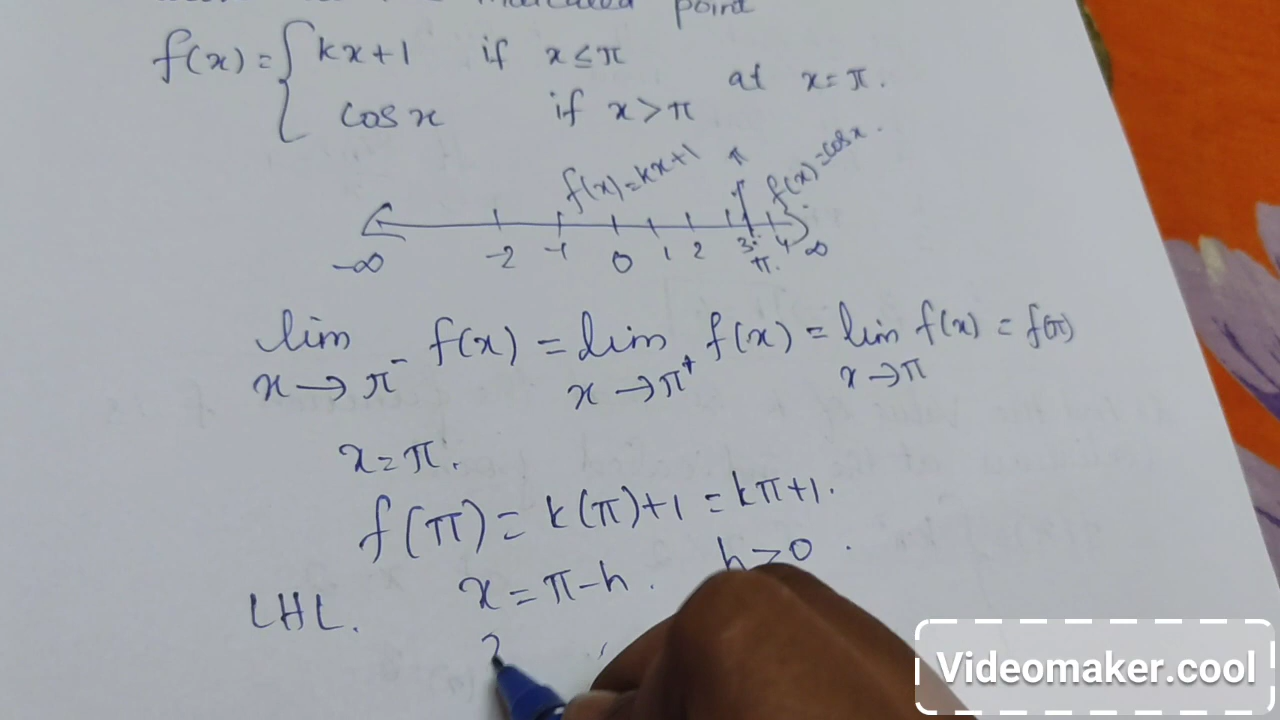 indicated point
f(x) = { kx+1 if x ≤ π
cos x if x > π at x = π.
f(x) = kx+1 π f(x) = cos x.
-∞ -2 -1 0 1 2 3 π. 4 ∞
lim x → π⁻ f(x) = lim x → π⁺ f(x) = lim x → π f(x) = f(π)
x = π.
f(π) = k(π)+1 = kπ+1.
LHL. x = π-h. h > 0.
Videomaker.cool